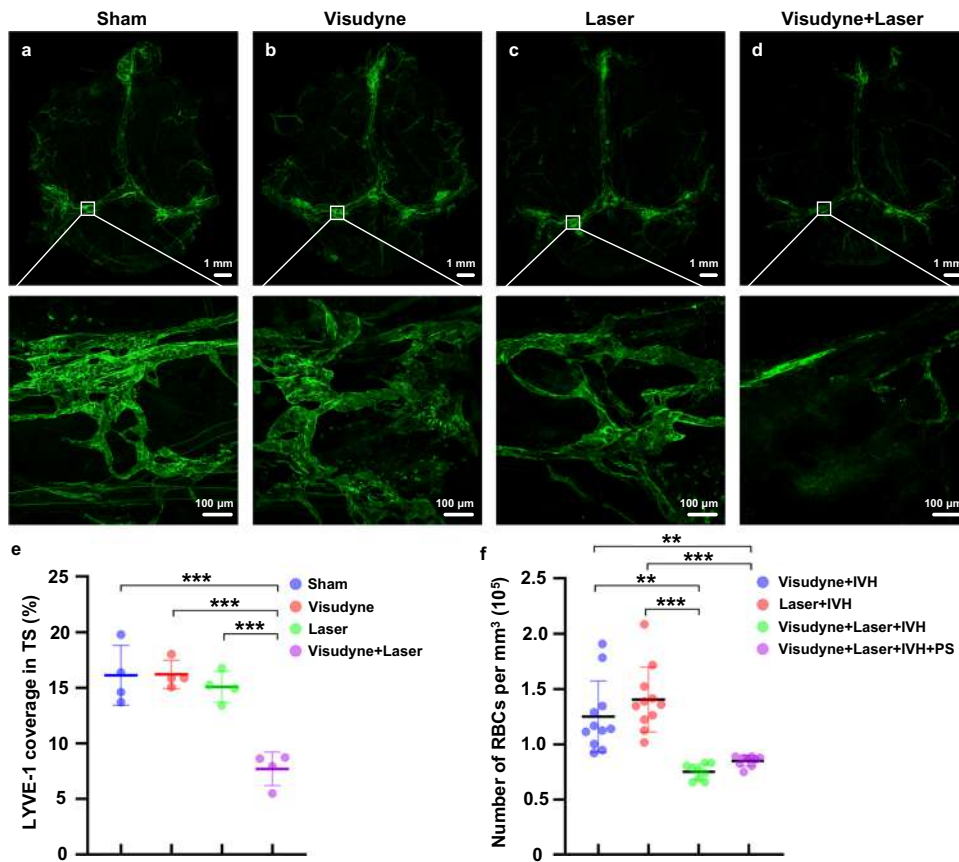 Sham Visudyne Laser Visudyne+Laser
a b c d
1 mm 1 mm 1 mm 1 mm
100 µm 100 µm 100 µm 100 µm
e
LYVE-1 coverage in TS (%)
25
20
15
10
5
0
*** 
***
***
Sham
Visudyne
Laser
Visudyne+Laser
f
Number of RBCs per mm³ (10⁵)
2.5
2.0
1.5
1.0
0.5
0
**
***
**
***
Visudyne+IVH
Laser+IVH
Visudyne+Laser+IVH
Visudyne+Laser+IVH+PS